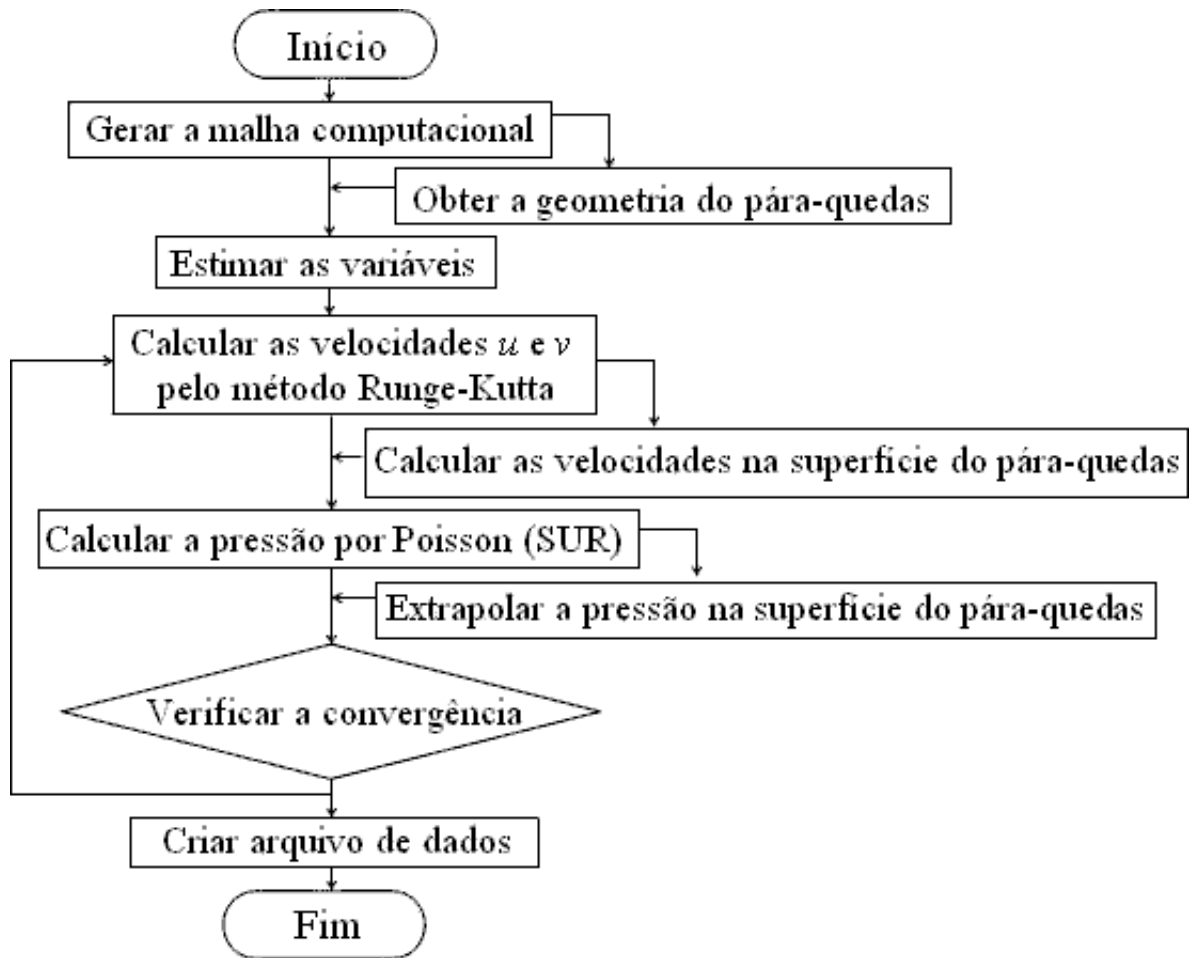 Início
Gerar a malha computacional
Obter a geometria do pára-quedas
Estimar as variáveis
Calcular as velocidades u e v
pelo método Runge-Kutta
Calcular as velocidades na superfície do pára-quedas
Calcular a pressão por Poisson (SUR)
Extrapolar a pressão na superfície do pára-quedas
Verificar a convergência
Criar arquivo de dados
Fim